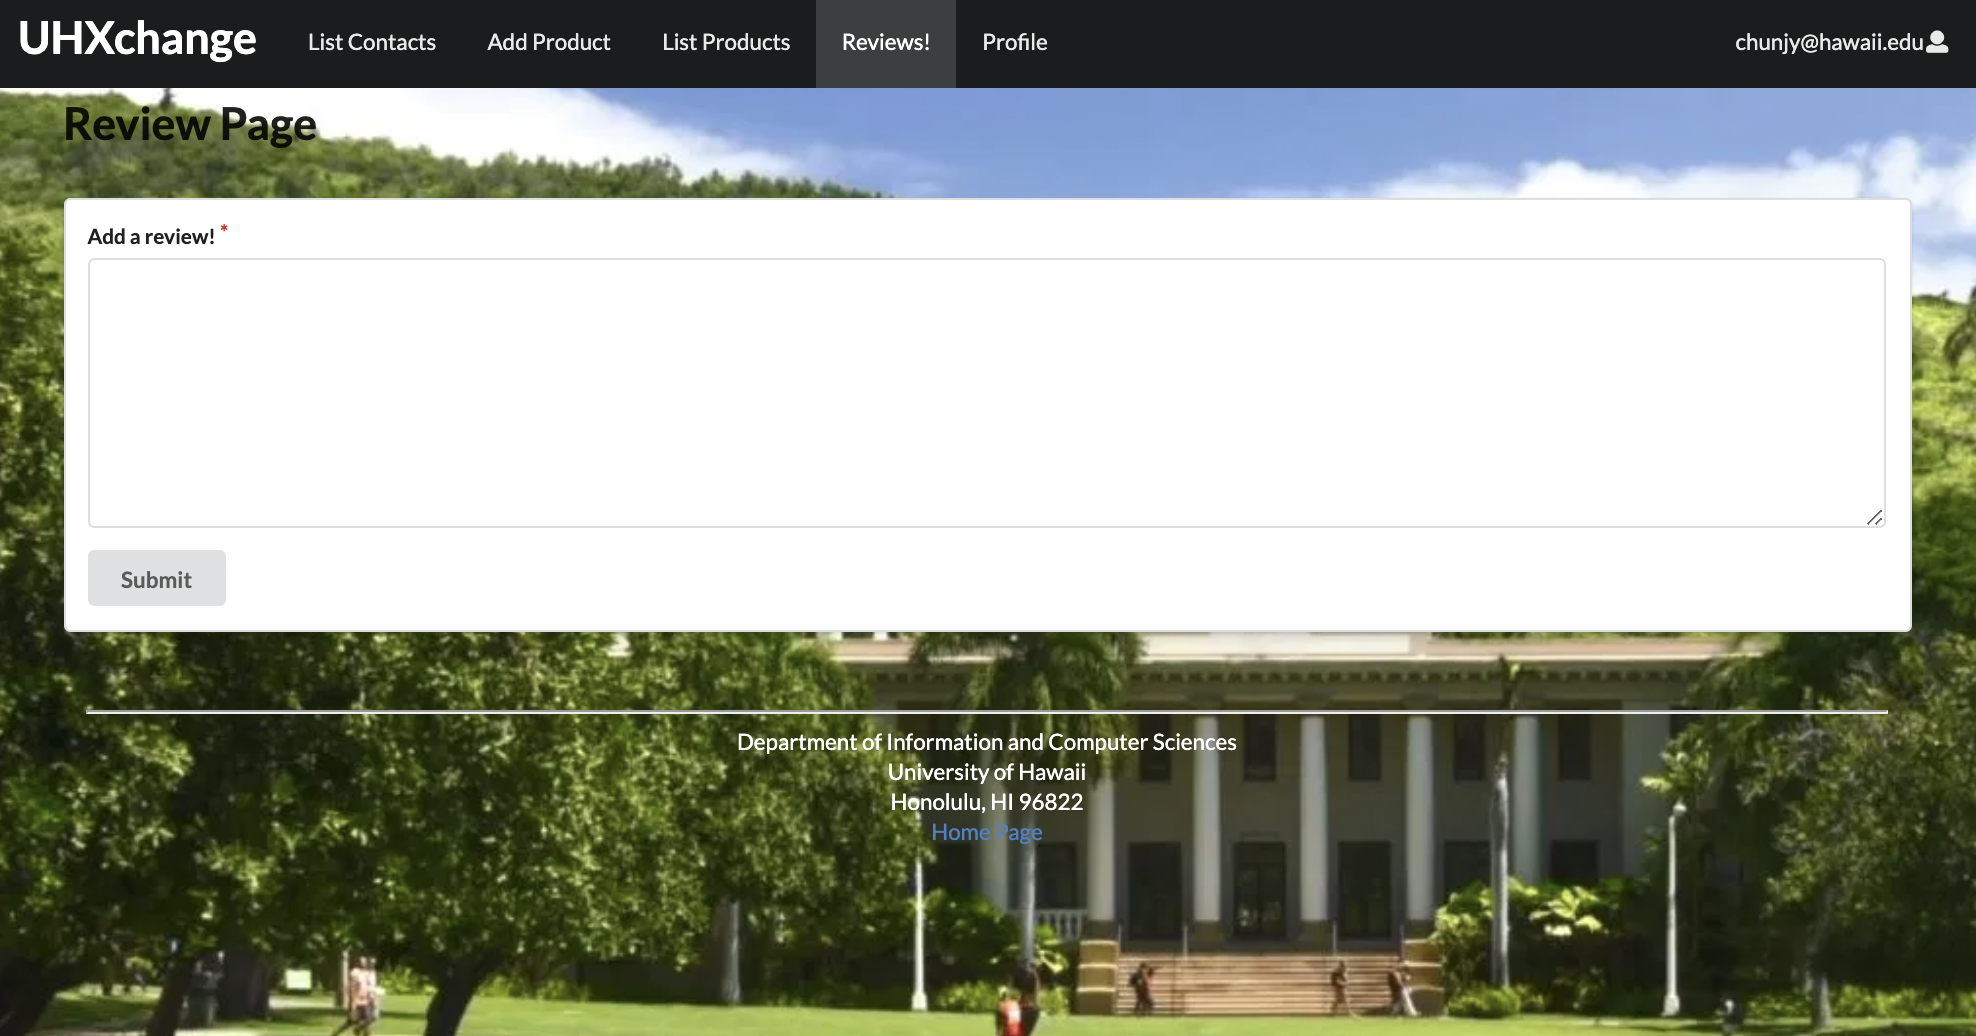 UHXchange List Contacts Add Product List Products Reviews! Profile chunjy@hawaii.edu
Review Page
Add a review! *
Submit
Department of Information and Computer Sciences
University of Hawaii
Honolulu, HI 96822
Home Page